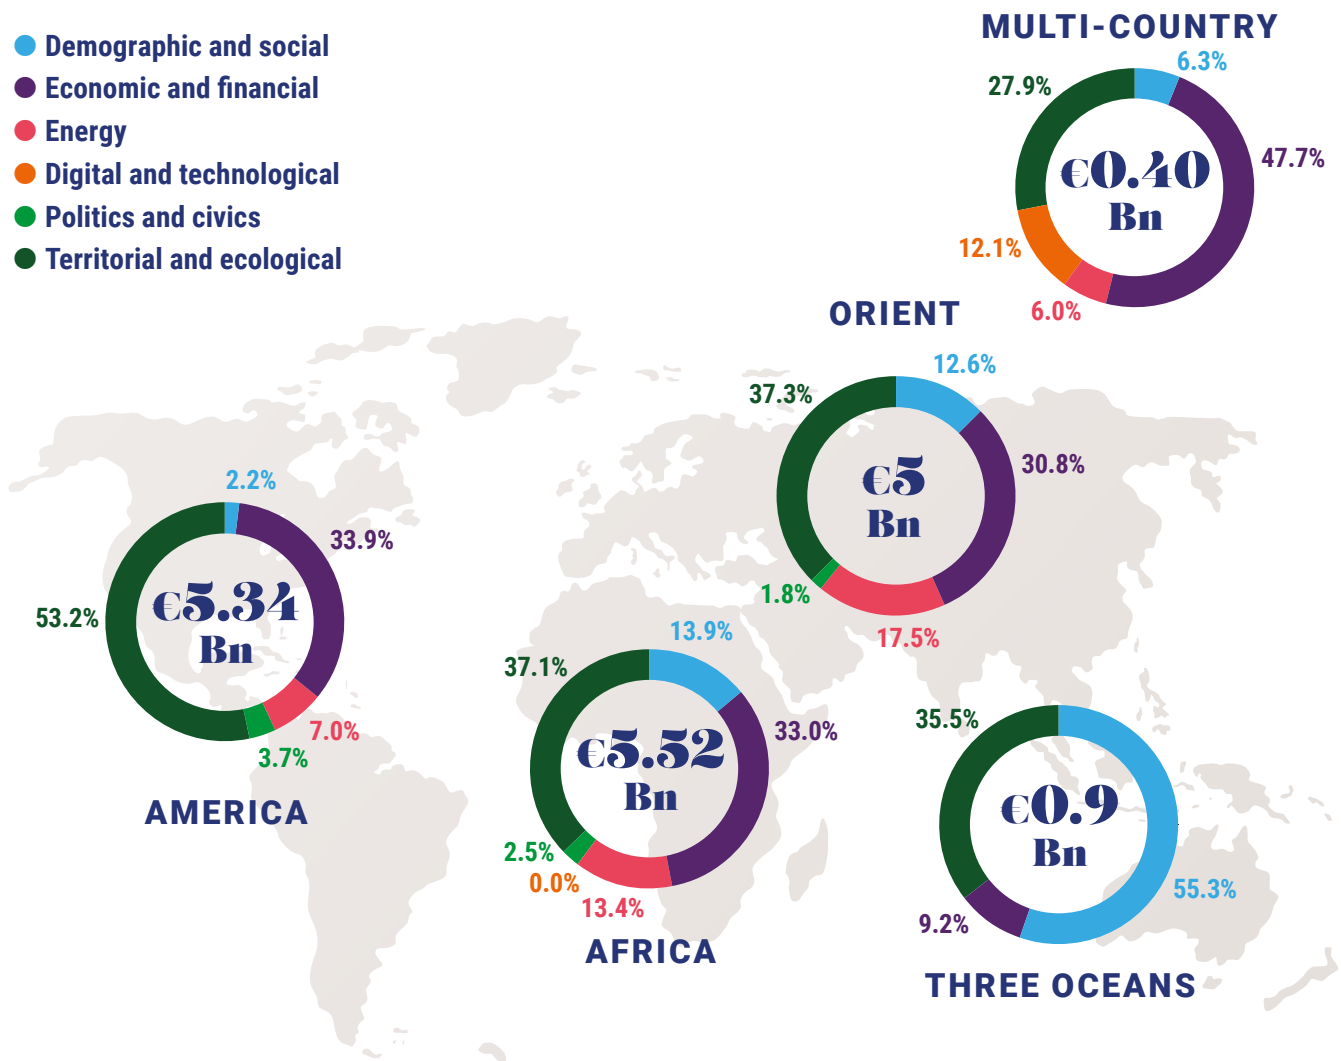 Demographic and social
Economic and financial
Energy
Digital and technological
Politics and civics
Territorial and ecological
MULTI-COUNTRY
6.3%
27.9%
47.7%
€0.40
Bn
12.1%
6.0%
ORIENT
12.6%
37.3%
30.8%
€5
Bn
1.8%
17.5%
2.2%
33.9%
€5.34
Bn
53.2%
7.0%
3.7%
AMERICA
13.9%
37.1%
33.0%
€5.52
Bn
2.5%
0.0%
13.4%
AFRICA
35.5%
€0.9
Bn
55.3%
9.2%
THREE OCEANS